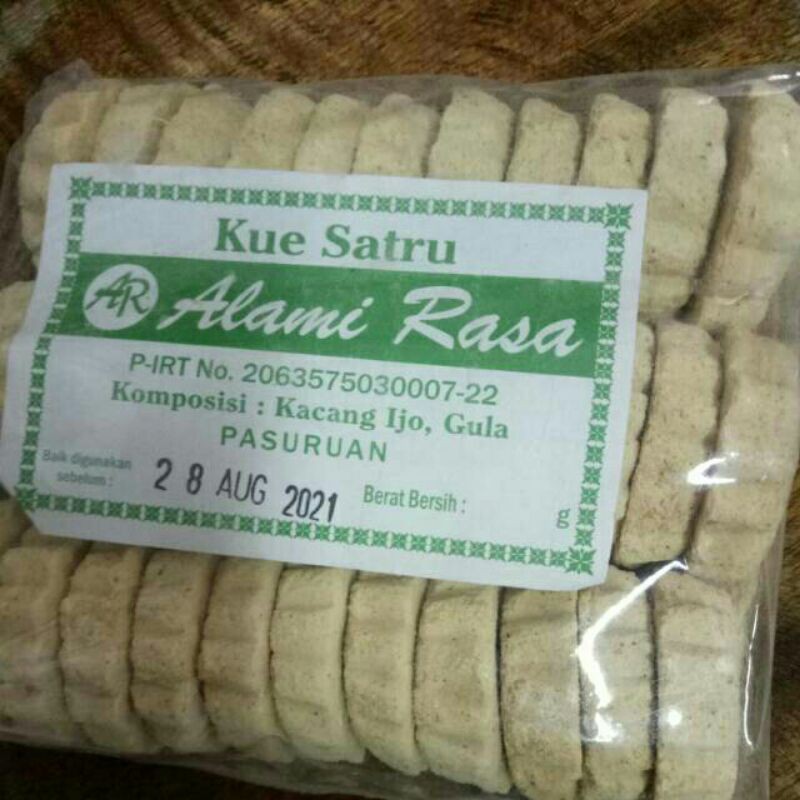 Kue Satru
AR Alami Rasa
P-IRT No. 2063575030007-22
Komposisi : Kacang Ijo, Gula
PASURUAN
Baik digunakan
sebelum : 28 AUG 2021 Berat Bersih : g